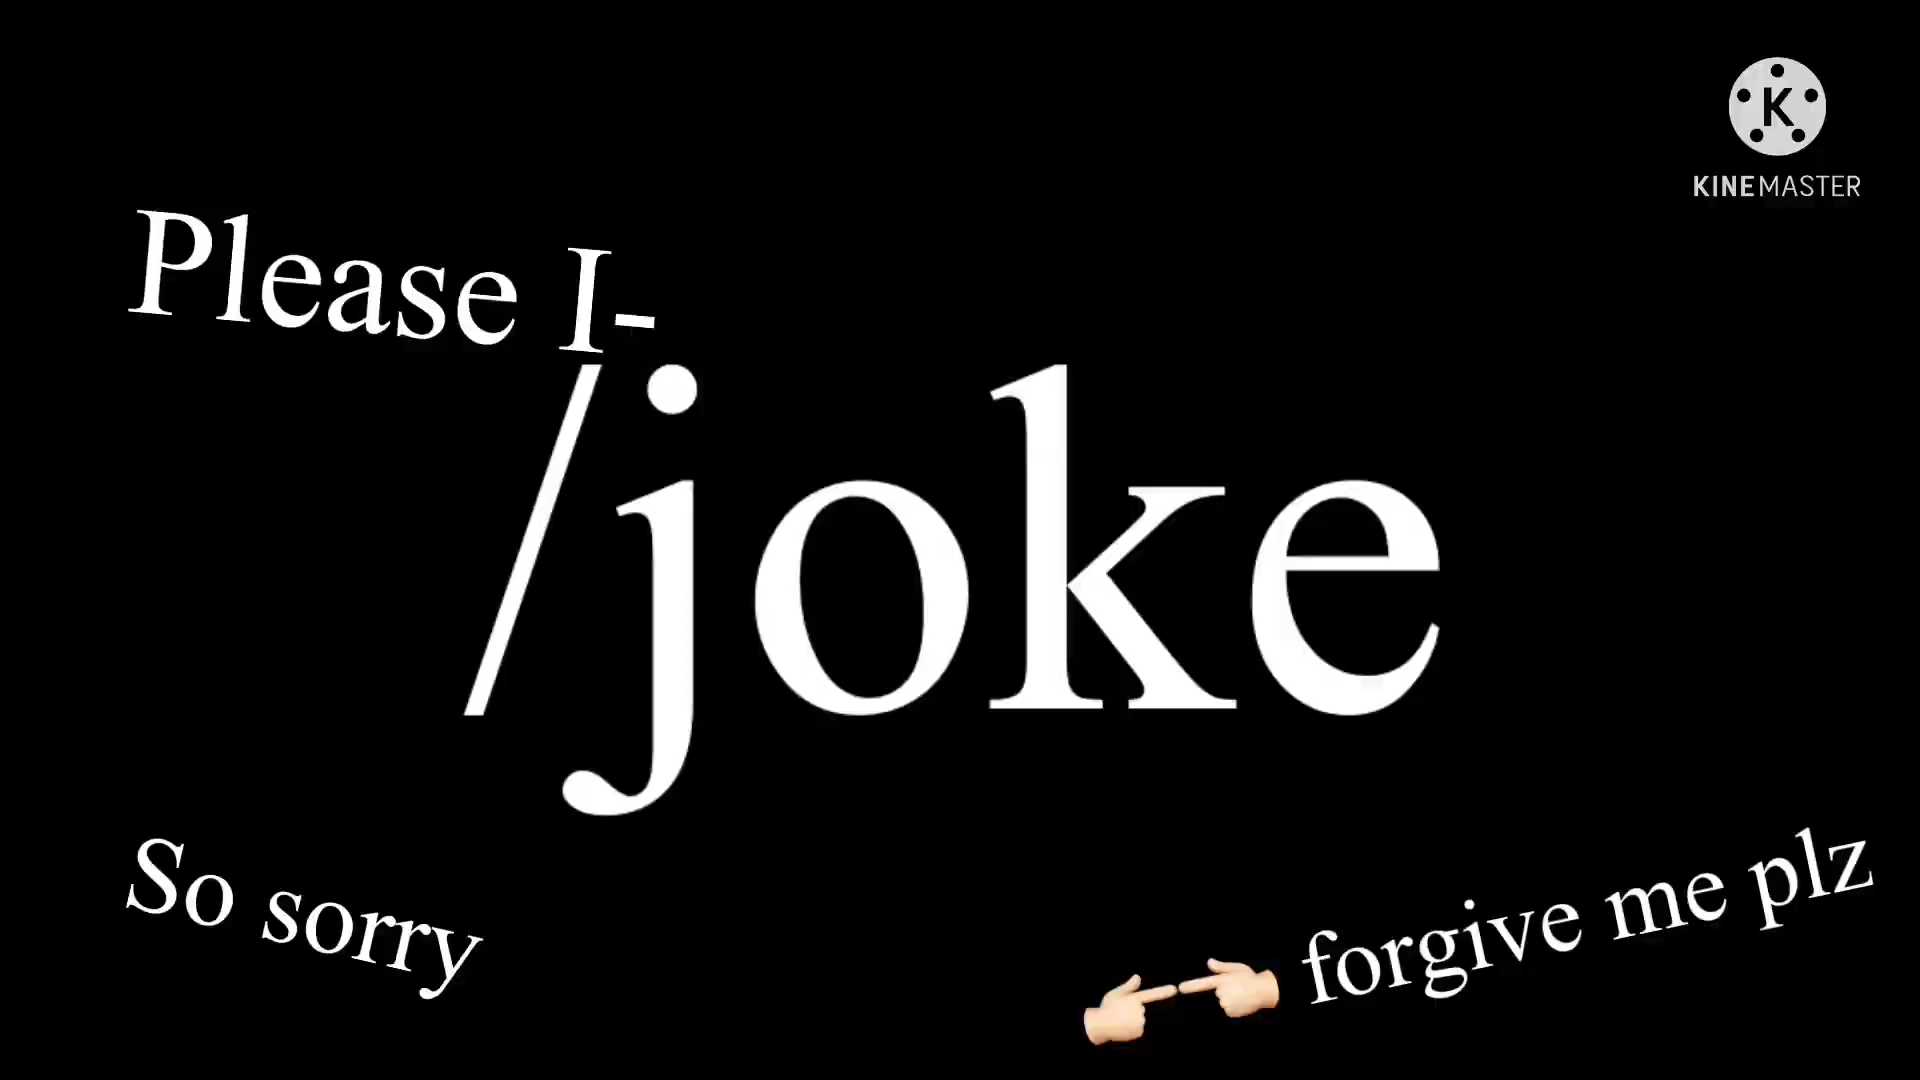 KINEMASTER
Please I-
/joke
So sorry
👉🏻👈🏻 forgive me plz